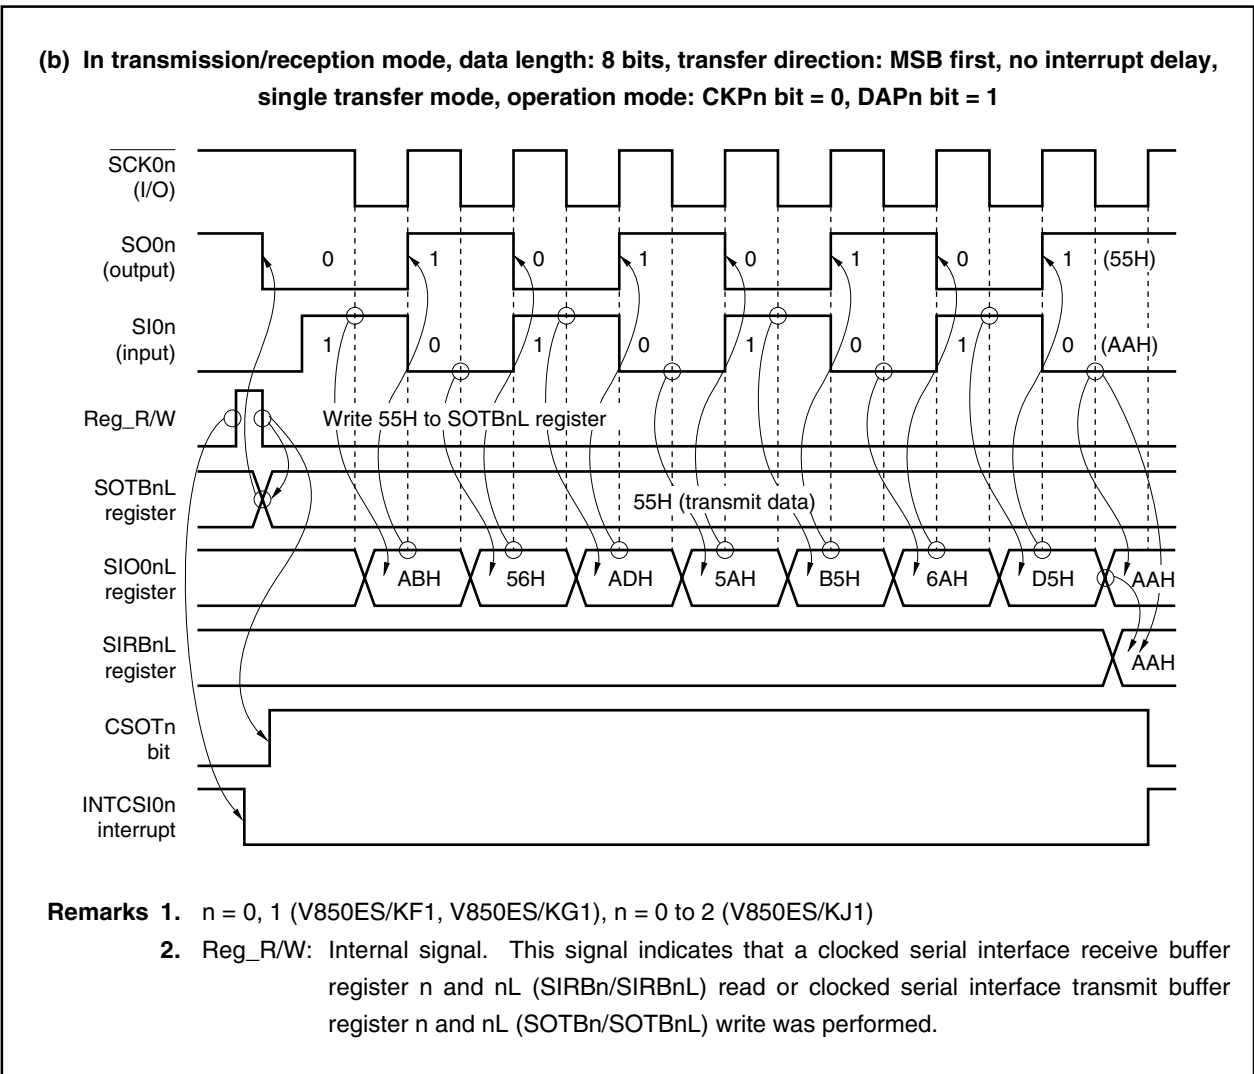 (b) In transmission/reception mode, data length: 8 bits, transfer direction: MSB first, no interrupt delay,
single transfer mode, operation mode: CKPn bit = 0, DAPn bit = 1
SCK0n
(I/O)
SO0n
(output)
0 1 0 1 0 1 0 1 (55H)
SI0n
(input)
1 0 1 0 1 0 1 0 (AAH)
Reg_R/W
Write 55H to SOTBnL register
SOTBnL
register
55H (transmit data)
SIO0nL
register
ABH 56H ADH 5AH B5H 6AH D5H AAH
SIRBnL
register
AAH
CSOTn
bit
INTCSI0n
interrupt
Remarks 1. n = 0, 1 (V850ES/KF1, V850ES/KG1), n = 0 to 2 (V850ES/KJ1)
2. Reg_R/W: Internal signal. This signal indicates that a clocked serial interface receive buffer
register n and nL (SIRBn/SIRBnL) read or clocked serial interface transmit buffer
register n and nL (SOTBn/SOTBnL) write was performed.